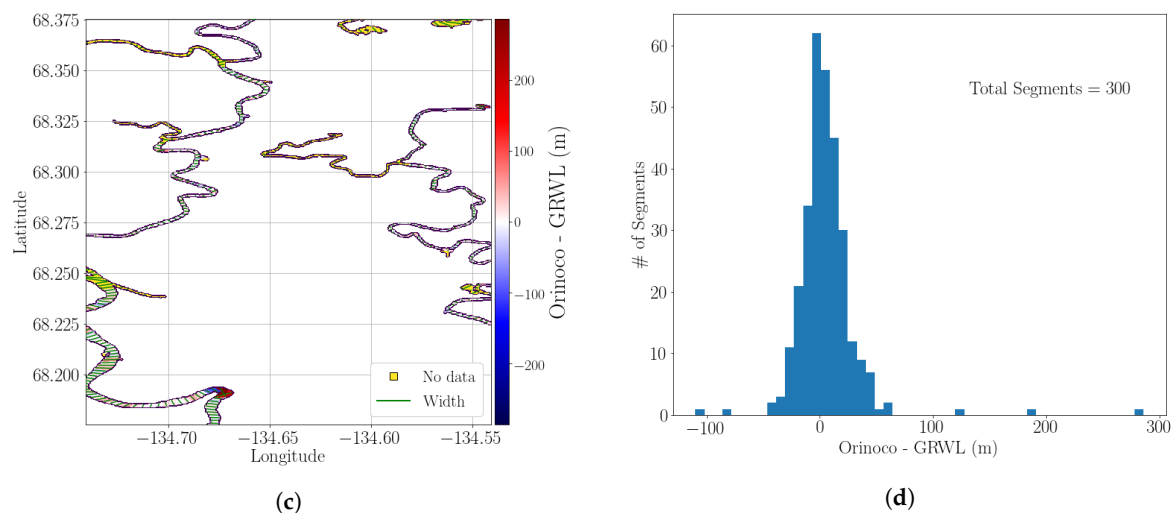 68.375
68.350
68.325
68.300
68.275
68.250
68.225
68.200
Latitude
−134.70
−134.65
−134.60
−134.55
Longitude
No data
Width
200
100
0
−100
−200
Orinoco - GRWL (m)
(c)
60
50
40
30
20
10
0
# of Segments
Total Segments = 300
−100
0
100
200
300
Orinoco - GRWL (m)
(d)